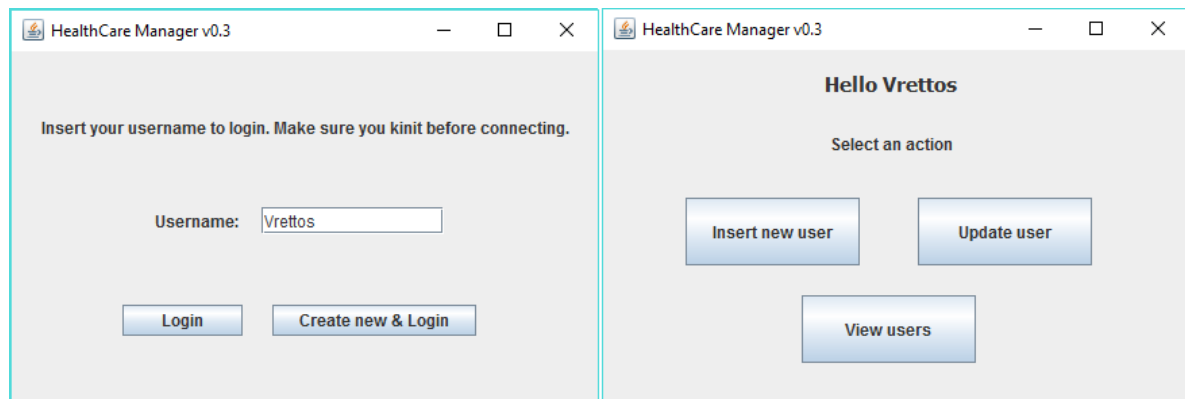 HealthCare Manager v0.3
Insert your username to login. Make sure you kinit before connecting.
Username: Vrettos
Login Create new & Login
HealthCare Manager v0.3
Hello Vrettos
Select an action
Insert new user Update user
View users